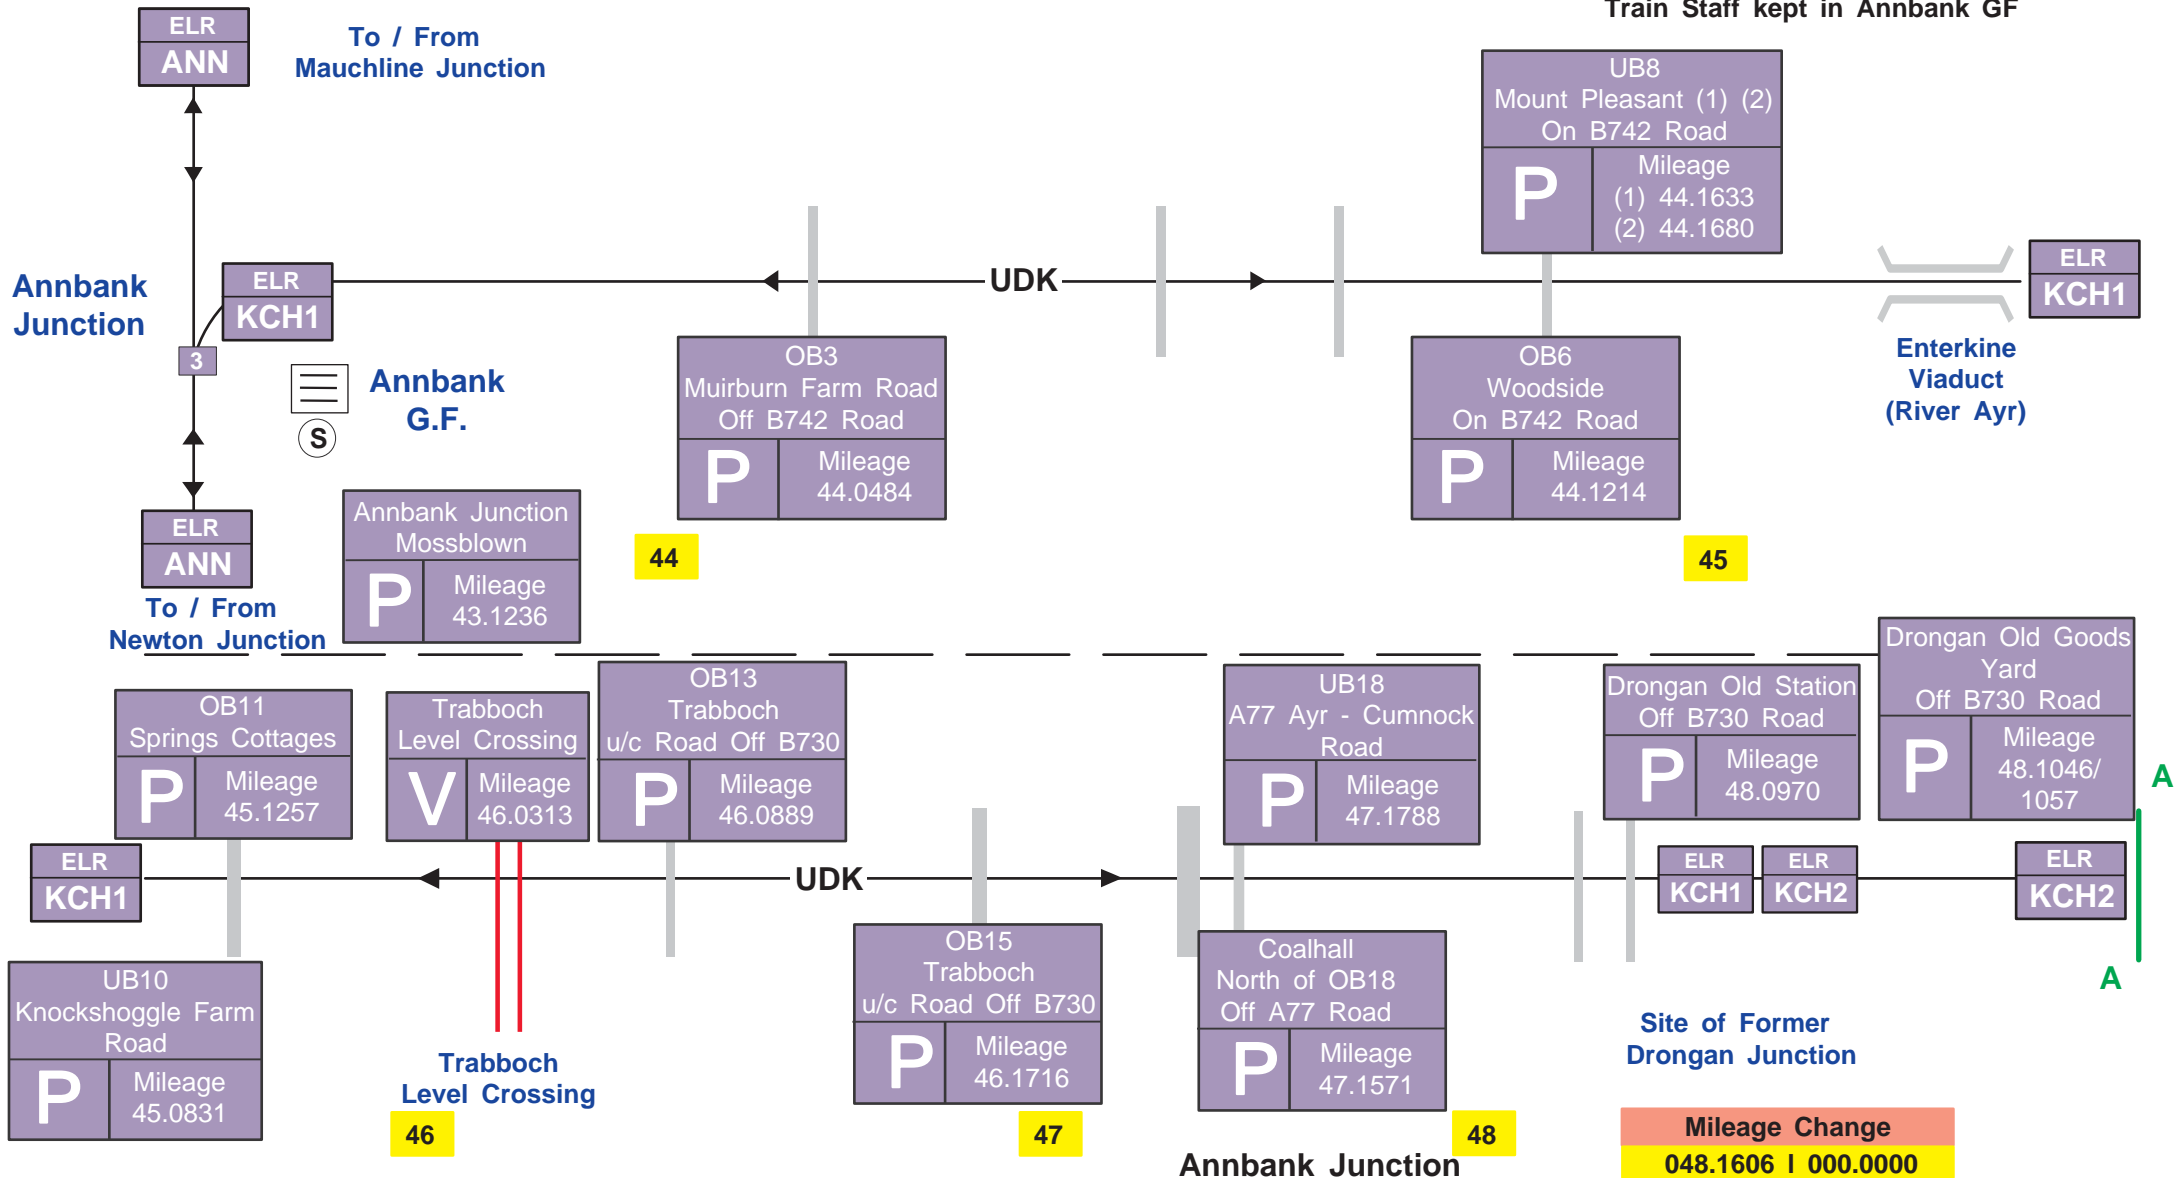 Train Staff kept in Annbank GF
ELR
ANN
To / From
Mauchline Junction
UB8
Mount Pleasant (1) (2)
On B742 Road
P
Mileage
(1) 44.1633
(2) 44.1680
Annbank
Junction
ELR
KCH1
UDK
ELR
KCH1
3
Annbank
G.F.
S
OB3
Muirburn Farm Road
Off B742 Road
P
Mileage
44.0484
OB6
Woodside
On B742 Road
P
Mileage
44.1214
Enterkine
Viaduct
(River Ayr)
ELR
ANN
To / From
Newton Junction
Annbank Junction
Mossblown
P
Mileage
43.1236
44
45
OB11
Springs Cottages
P
Mileage
45.1257
Trabboch
Level Crossing
V
Mileage
46.0313
OB13
Trabboch
u/c Road Off B730
P
Mileage
46.0889
UB18
A77 Ayr - Cumnock
Road
P
Mileage
47.1788
Drongan Old Station
Off B730 Road
P
Mileage
48.0970
Drongan Old Goods
Yard
Off B730 Road
P
Mileage
48.1046/
1057
A
ELR
KCH1
UDK
ELR
KCH1
ELR
KCH2
ELR
KCH2
A
UB10
Knockshoggle Farm
Road
P
Mileage
45.0831
Trabboch
Level Crossing
46
OB15
Trabboch
u/c Road Off B730
P
Mileage
46.1716
47
Coalhall
North of OB18
Off A77 Road
P
Mileage
47.1571
48
Site of Former
Drongan Junction
Mileage Change
048.1606 I 000.0000
Annbank Junction